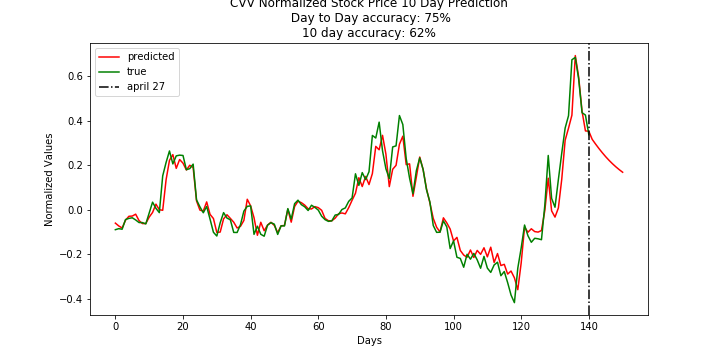 CVV Normalized Stock Price 10 Day Prediction
Day to Day accuracy: 75%
10 day accuracy: 62%
predicted
true
april 27
Normalized Values
0.6
0.4
0.2
0.0
−0.2
−0.4
0 20 40 60 80 100 120 140
Days